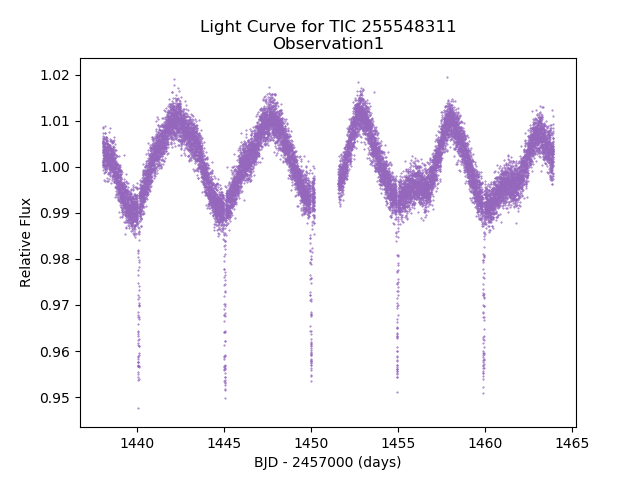 Light Curve for TIC 255548311
Observation1
1.02
1.01
1.00
0.99
0.98
0.97
0.96
0.95
Relative Flux
1440 1445 1450 1455 1460 1465
BJD - 2457000 (days)